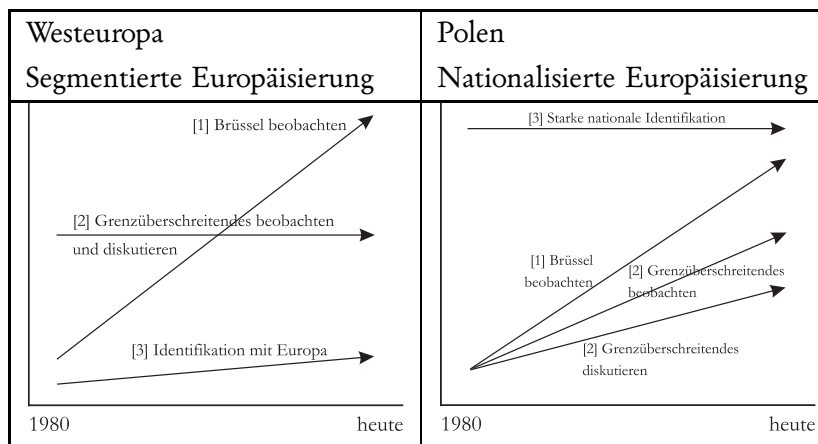 Westeuropa
Segmentierte Europäisierung
[1] Brüssel beobachten
[2] Grenzüberschreitendes beobachten
und diskutieren
[3] Identifikation mit Europa
1980
heute
Polen
Nationalisierte Europäisierung
[3] Starke nationale Identifikation
[1] Brüssel
beobachten
[2] Grenzüberschreitendes
beobachten
[2] Grenzüberschreitendes
diskutieren
1980
heute